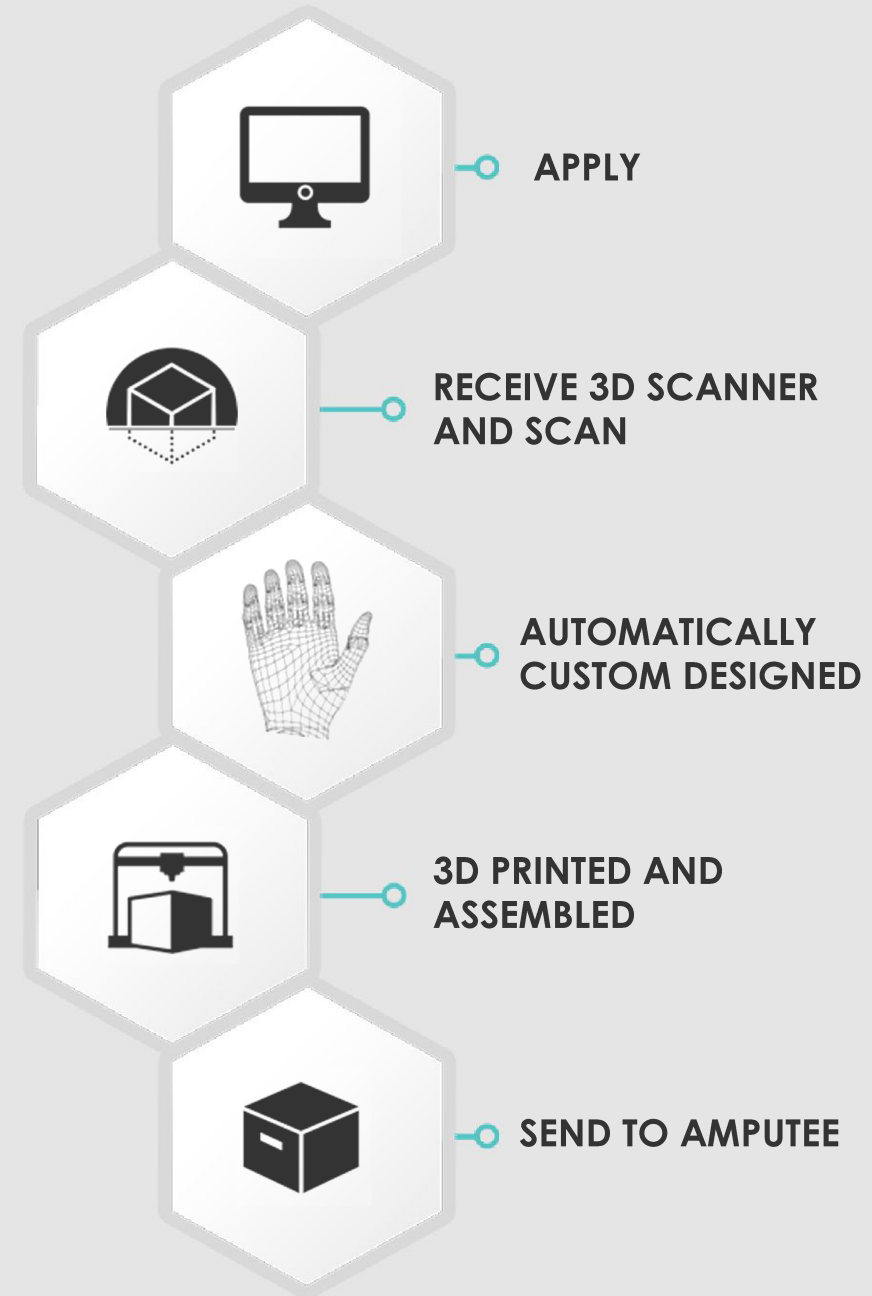 APPLY
RECEIVE 3D SCANNER
AND SCAN
AUTOMATICALLY
CUSTOM DESIGNED
3D PRINTED AND
ASSEMBLED
SEND TO AMPUTEE